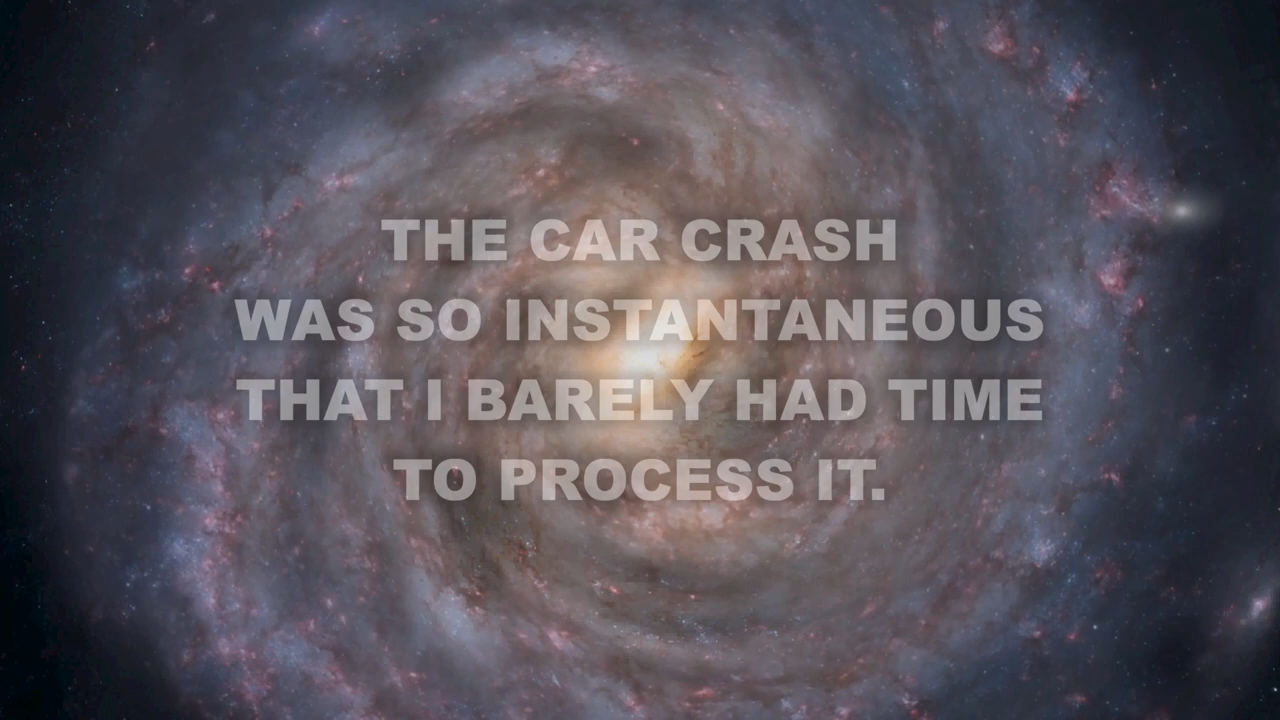 THE CAR CRASH
WAS SO INSTANTANEOUS
THAT I BARELY HAD TIME
TO PROCESS IT.